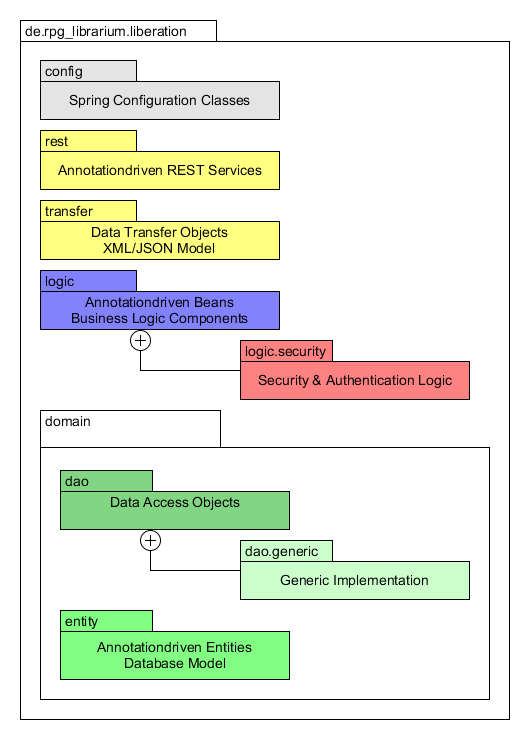 de.rpg_librarium.liberation
config
Spring Configuration Classes
rest
Annotationdriven REST Services
transfer
Data Transfer Objects
XML/JSON Model
logic
Annotationdriven Beans
Business Logic Components
logic.security
Security & Authentication Logic
domain
dao
Data Access Objects
dao.generic
Generic Implementation
entity
Annotationdriven Entities
Database Model